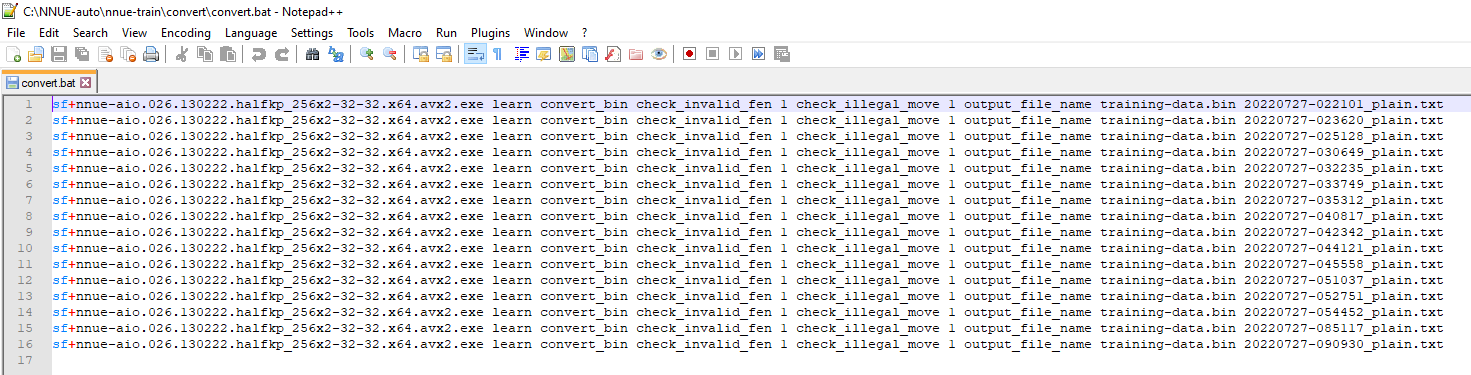 C:\NNUE-auto\nnue-train\convert\convert.bat - Notepad++
File Edit Search View Encoding Language Settings Tools Macro Run Plugins Window ?
convert.bat
1 sf+nnue-aio.026.130222.halfkp_256x2-32-32.x64.avx2.exe learn convert_bin check_invalid_fen 1 check_illegal_move 1 output_file_name training-data.bin 20220727-022101_plain.txt
2 sf+nnue-aio.026.130222.halfkp_256x2-32-32.x64.avx2.exe learn convert_bin check_invalid_fen 1 check_illegal_move 1 output_file_name training-data.bin 20220727-023620_plain.txt
3 sf+nnue-aio.026.130222.halfkp_256x2-32-32.x64.avx2.exe learn convert_bin check_invalid_fen 1 check_illegal_move 1 output_file_name training-data.bin 20220727-025128_plain.txt
4 sf+nnue-aio.026.130222.halfkp_256x2-32-32.x64.avx2.exe learn convert_bin check_invalid_fen 1 check_illegal_move 1 output_file_name training-data.bin 20220727-030649_plain.txt
5 sf+nnue-aio.026.130222.halfkp_256x2-32-32.x64.avx2.exe learn convert_bin check_invalid_fen 1 check_illegal_move 1 output_file_name training-data.bin 20220727-032235_plain.txt
6 sf+nnue-aio.026.130222.halfkp_256x2-32-32.x64.avx2.exe learn convert_bin check_invalid_fen 1 check_illegal_move 1 output_file_name training-data.bin 20220727-033749_plain.txt
7 sf+nnue-aio.026.130222.halfkp_256x2-32-32.x64.avx2.exe learn convert_bin check_invalid_fen 1 check_illegal_move 1 output_file_name training-data.bin 20220727-035312_plain.txt
8 sf+nnue-aio.026.130222.halfkp_256x2-32-32.x64.avx2.exe learn convert_bin check_invalid_fen 1 check_illegal_move 1 output_file_name training-data.bin 20220727-040817_plain.txt
9 sf+nnue-aio.026.130222.halfkp_256x2-32-32.x64.avx2.exe learn convert_bin check_invalid_fen 1 check_illegal_move 1 output_file_name training-data.bin 20220727-042342_plain.txt
10 sf+nnue-aio.026.130222.halfkp_256x2-32-32.x64.avx2.exe learn convert_bin check_invalid_fen 1 check_illegal_move 1 output_file_name training-data.bin 20220727-044121_plain.txt
11 sf+nnue-aio.026.130222.halfkp_256x2-32-32.x64.avx2.exe learn convert_bin check_invalid_fen 1 check_illegal_move 1 output_file_name training-data.bin 20220727-045558_plain.txt
12 sf+nnue-aio.026.130222.halfkp_256x2-32-32.x64.avx2.exe learn convert_bin check_invalid_fen 1 check_illegal_move 1 output_file_name training-data.bin 20220727-051037_plain.txt
13 sf+nnue-aio.026.130222.halfkp_256x2-32-32.x64.avx2.exe learn convert_bin check_invalid_fen 1 check_illegal_move 1 output_file_name training-data.bin 20220727-052751_plain.txt
14 sf+nnue-aio.026.130222.halfkp_256x2-32-32.x64.avx2.exe learn convert_bin check_invalid_fen 1 check_illegal_move 1 output_file_name training-data.bin 20220727-054452_plain.txt
15 sf+nnue-aio.026.130222.halfkp_256x2-32-32.x64.avx2.exe learn convert_bin check_invalid_fen 1 check_illegal_move 1 output_file_name training-data.bin 20220727-085117_plain.txt
16 sf+nnue-aio.026.130222.halfkp_256x2-32-32.x64.avx2.exe learn convert_bin check_invalid_fen 1 check_illegal_move 1 output_file_name training-data.bin 20220727-090930_plain.txt
17